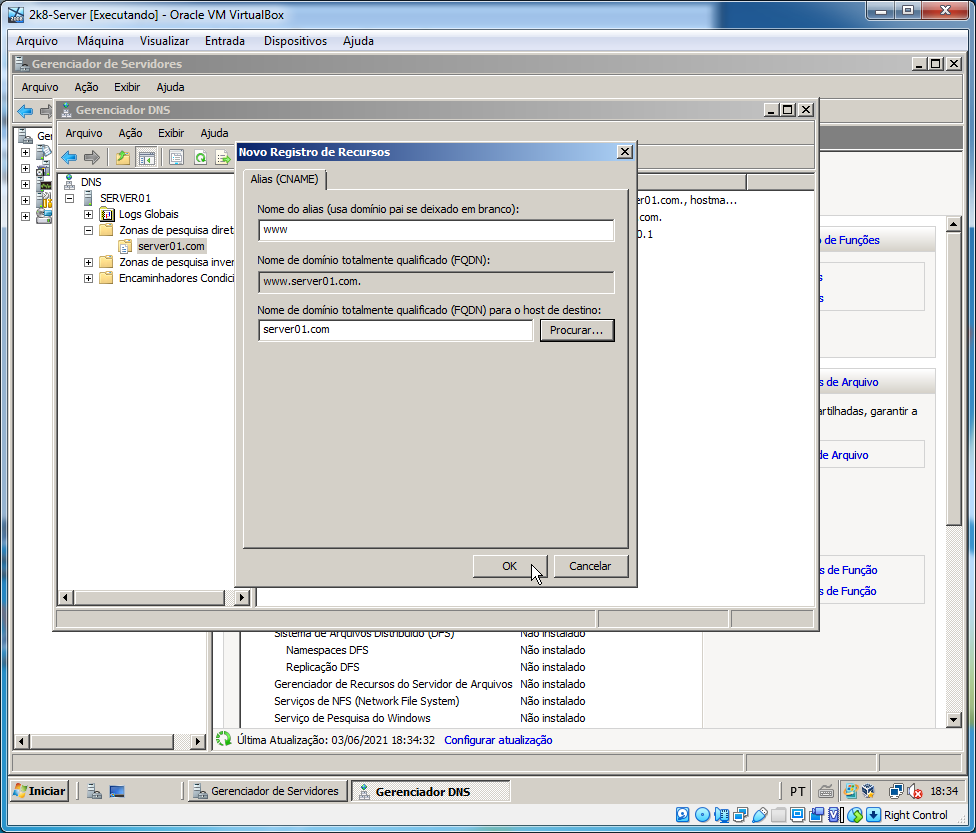 2k8-Server [Executando] - Oracle VM VirtualBox
Arquivo Máquina Visualizar Entrada Dispositivos Ajuda
Gerenciador de Servidores
Arquivo Ação Exibir Ajuda
Gerenciador DNS
Arquivo Ação Exibir Ajuda
Novo Registro de Recursos
Alias (CNAME)
Nome do alias (usa domínio pai se deixado em branco):
www
Nome de domínio totalmente qualificado (FQDN):
www.server01.com.
Nome de domínio totalmente qualificado (FQDN) para o host de destino:
server01.com
Procurar...
OK Cancelar
DNS
SERVER01
Logs Globais
Zonas de pesquisa diret
server01.com
Zonas de pesquisa inver
Encaminhadores Condici
er01.com., hostma...
com.
0.1
de Funções
s de Arquivo
artilhadas, garantir a
de Arquivo
s de Função
s de Função
Sistema de Arquivos Distribuído (DFS) Não instalado
Namespaces DFS Não instalado
Replicação DFS Não instalado
Gerenciador de Recursos do Servidor de Arquivos Não instalado
Serviços de NFS (Network File System) Não instalado
Serviço de Pesquisa do Windows Não instalado
Última Atualização: 03/06/2021 18:34:32 Configurar atualização
Iniciar Gerenciador de Servidores Gerenciador DNS PT 18:34
Right Control